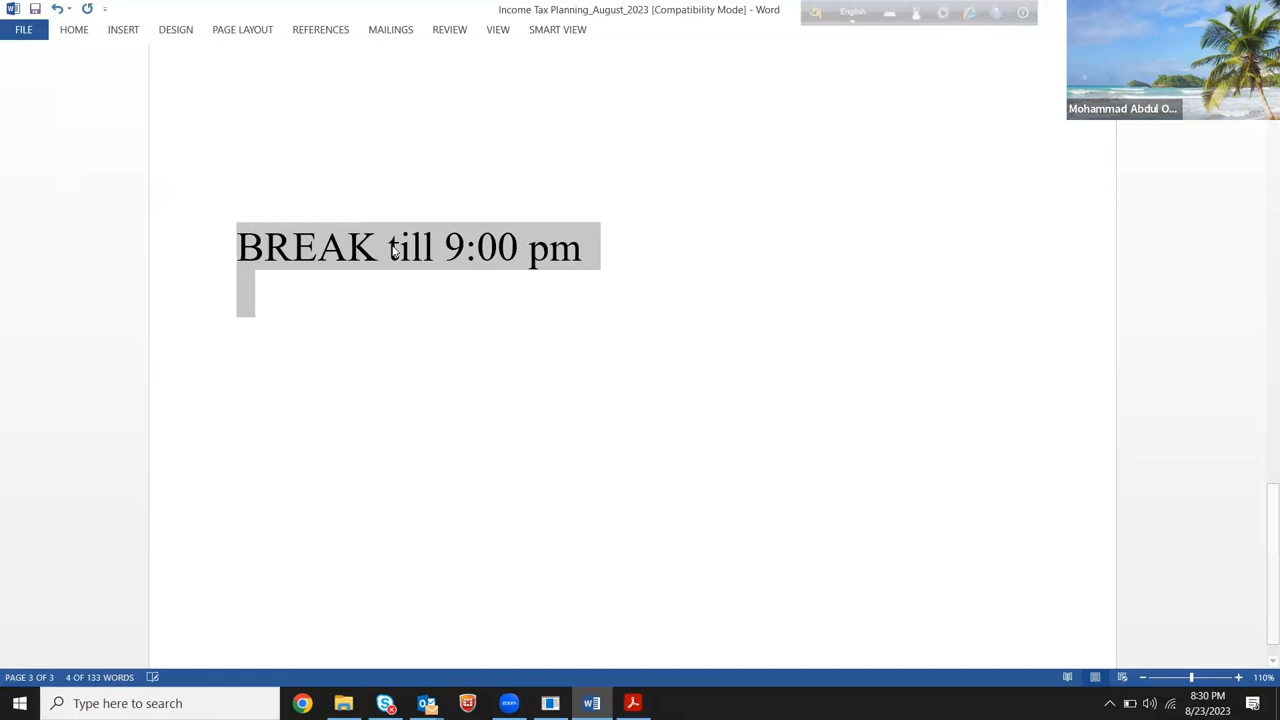 Income Tax Planning_August_2023 [Compatibility Mode] - Word
English
FILE HOME INSERT DESIGN PAGE LAYOUT REFERENCES MAILINGS REVIEW VIEW SMART VIEW
Mohammad Abdul O...
BREAK till 9:00 pm
PAGE 3 OF 3 4 OF 133 WORDS
110%
Type here to search
zoom
8:30 PM
8/23/2023